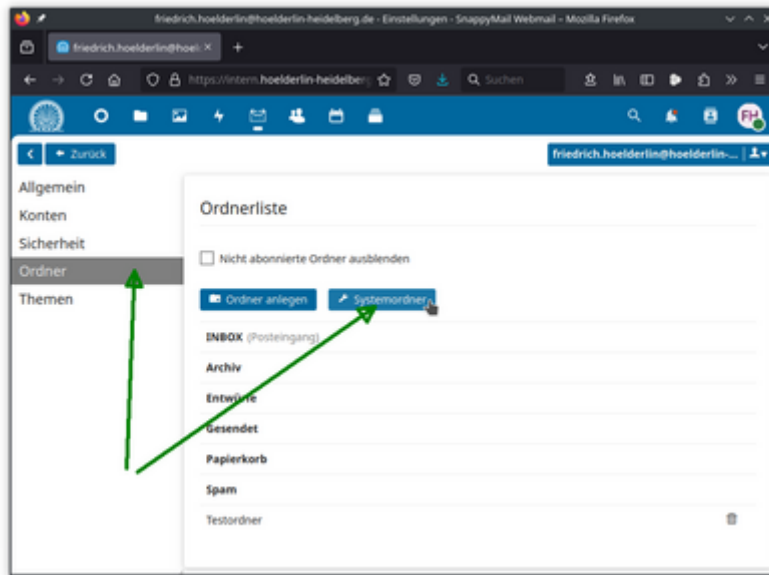 friedrich.hoelderlin@hoelderlin-heidelberg.de - Einstellungen - SnappyMail Webmail – Mozilla Firefox
friedrich.hoelderlin@hoel
https://intern.hoelderlin-heidelber
Suchen
FH
Zurück
friedrich.hoelderlin@hoelderlin-...
Allgemein
Konten
Sicherheit
Ordner
Themen
Ordnerliste
Nicht abonnierte Ordner ausblenden
Ordner anlegen
Systemordner
INBOX (Posteingang)
Archiv
Entwürfe
Gesendet
Papierkorb
Spam
Testordner